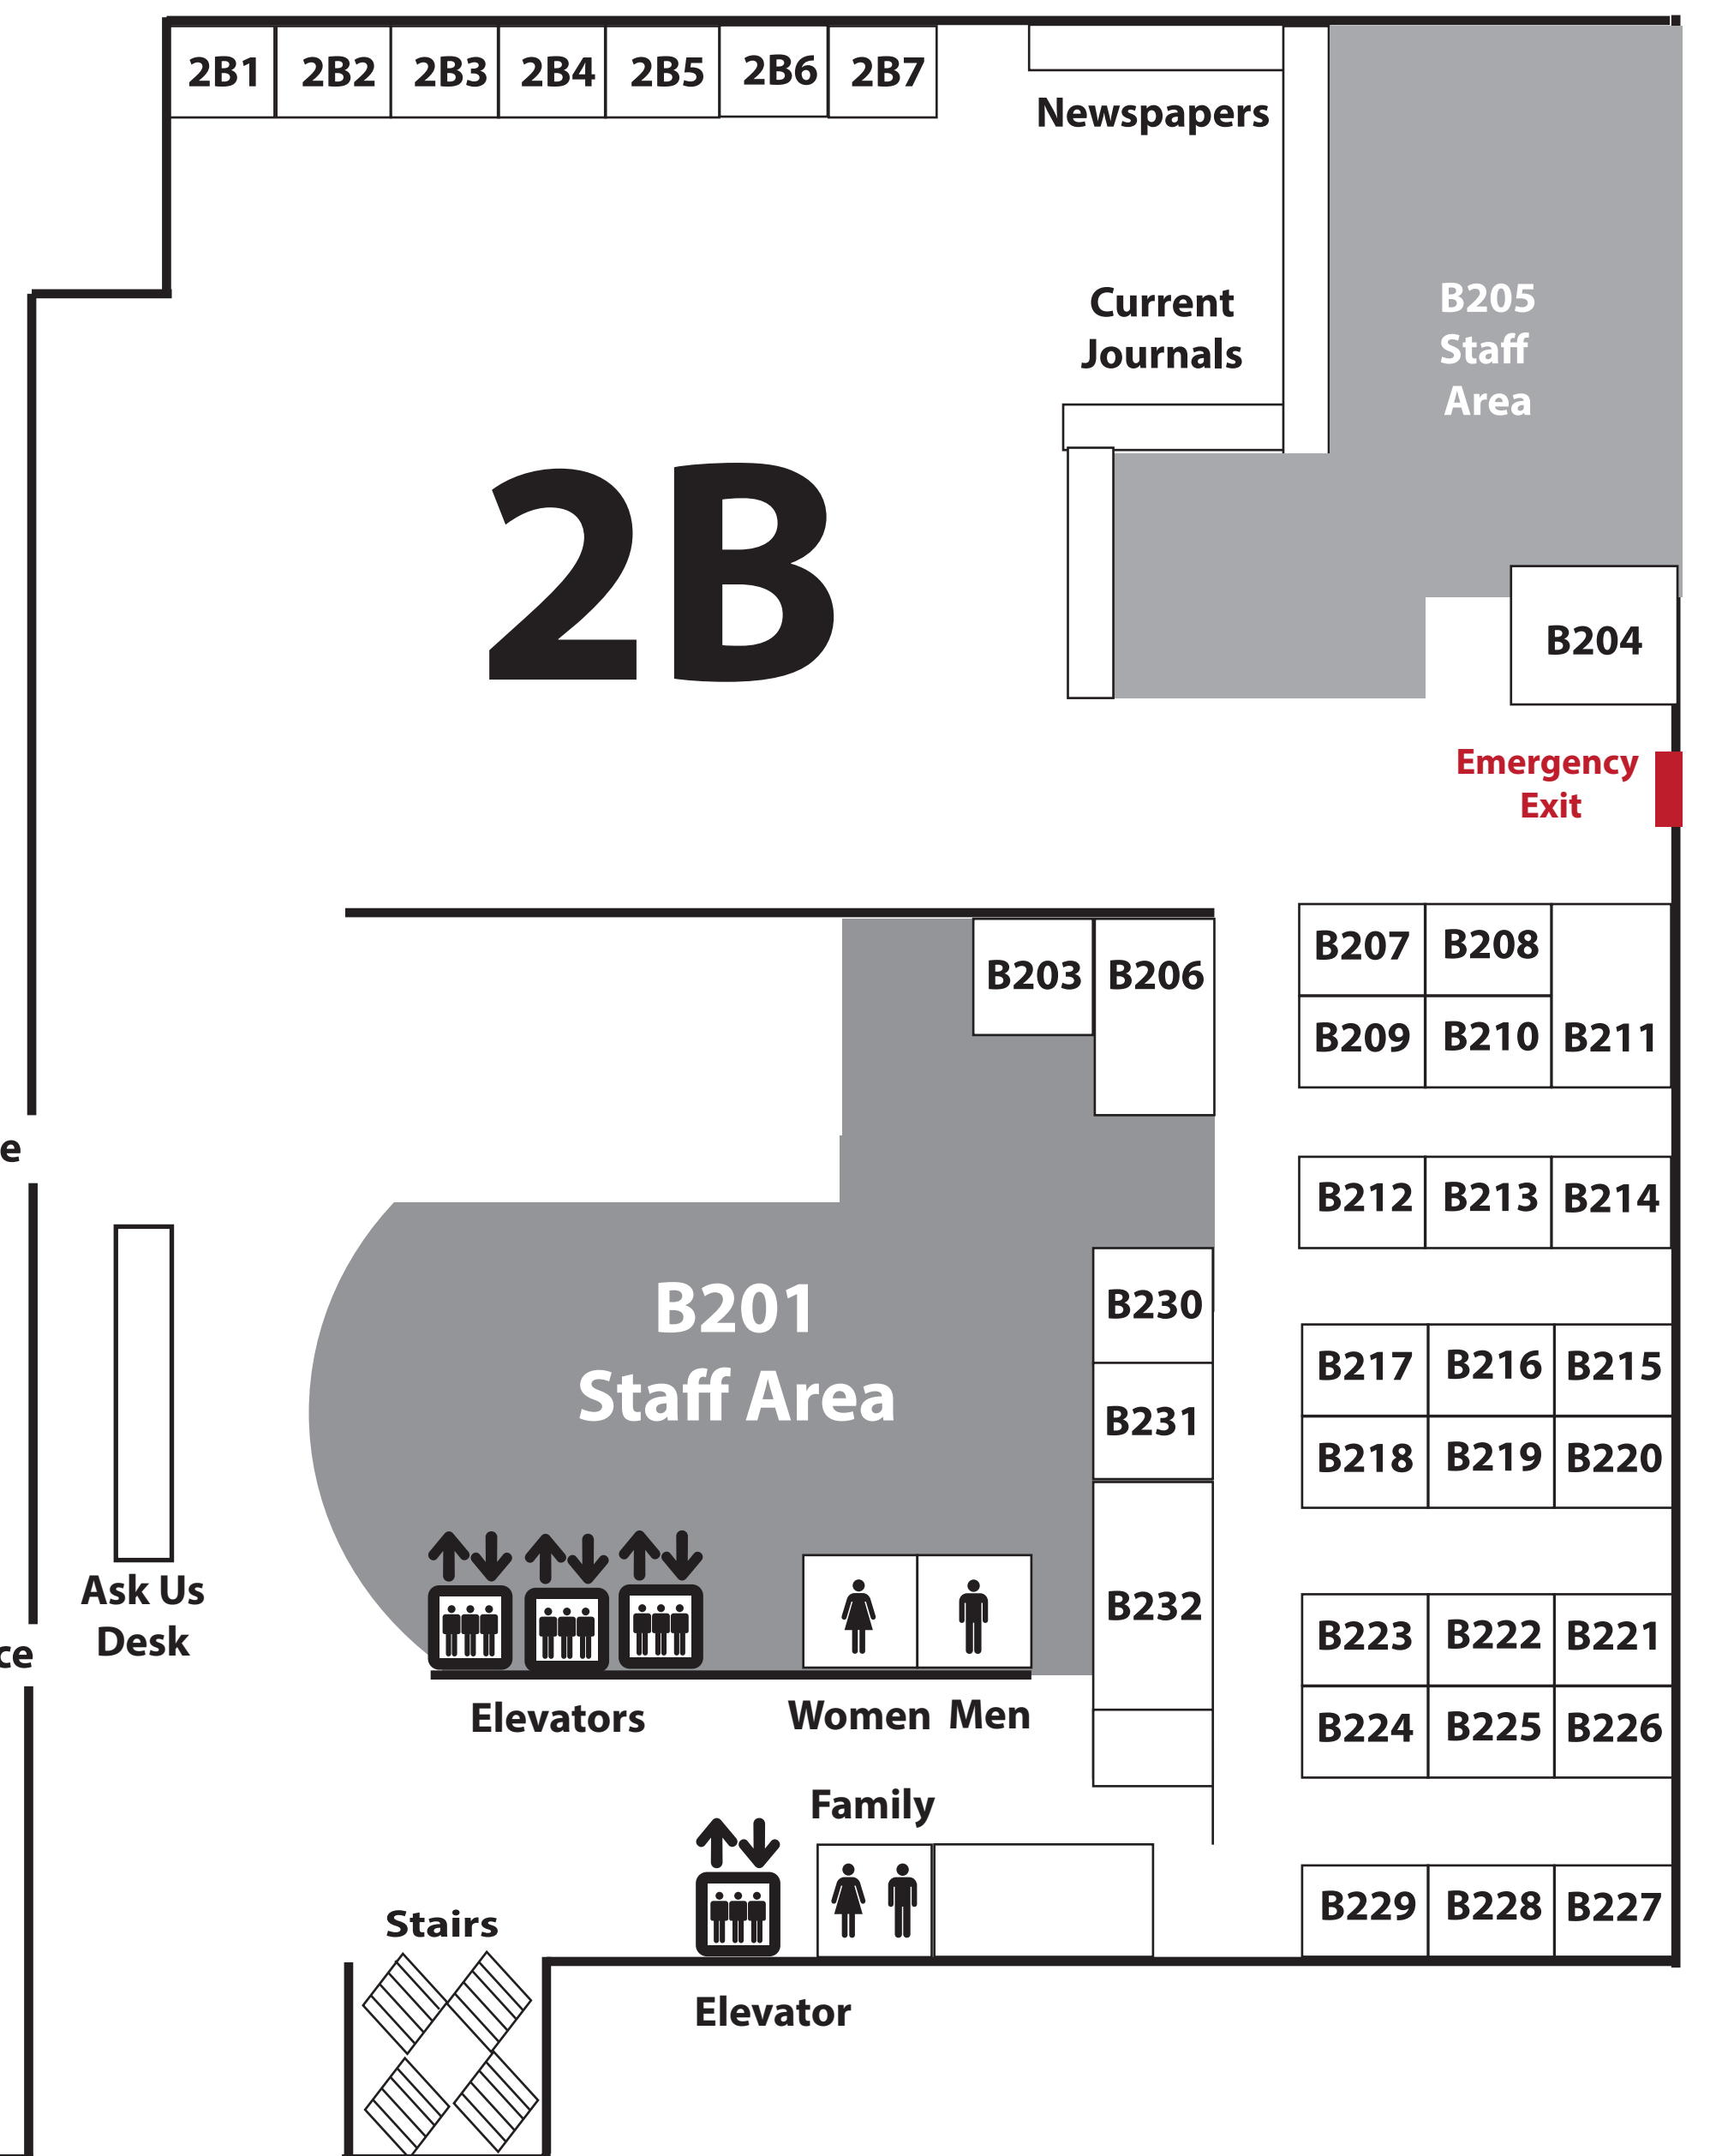 2B1 2B2 2B3 2B4 2B5 2B6 2B7
Newspapers
Current
Journals
B205
Staff
Area
2B
B204
Emergency
Exit
B203 B206
B207 B208
B209 B210 B211
e
B212 B213 B214
B201
Staff Area
B230
B231
B232
B217 B216 B215
B218 B219 B220
Ask Us
Desk
ce
B223 B222 B221
B224 B225 B226
Elevators
Women Men
Family
B229 B228 B227
Stairs
Elevator